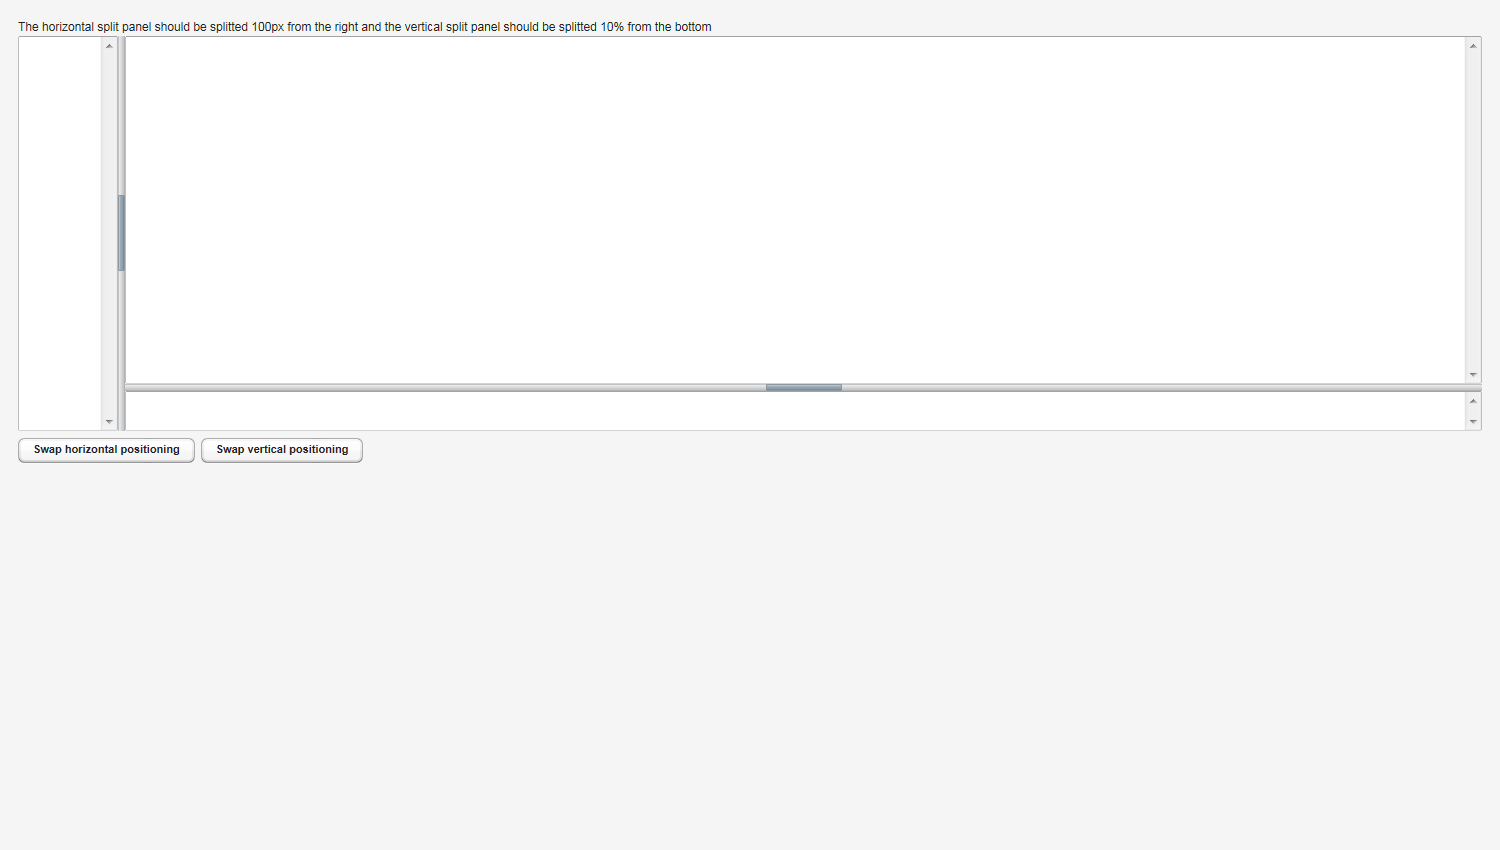 The horizontal split panel should be splitted 100px from the right and the vertical split panel should be splitted 10% from the bottom
Swap horizontal positioning Swap vertical positioning